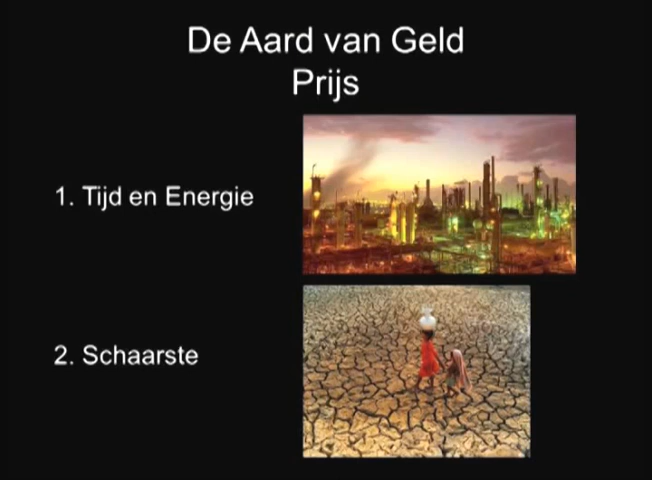 De Aard van Geld
Prijs
1. Tijd en Energie
2. Schaarste